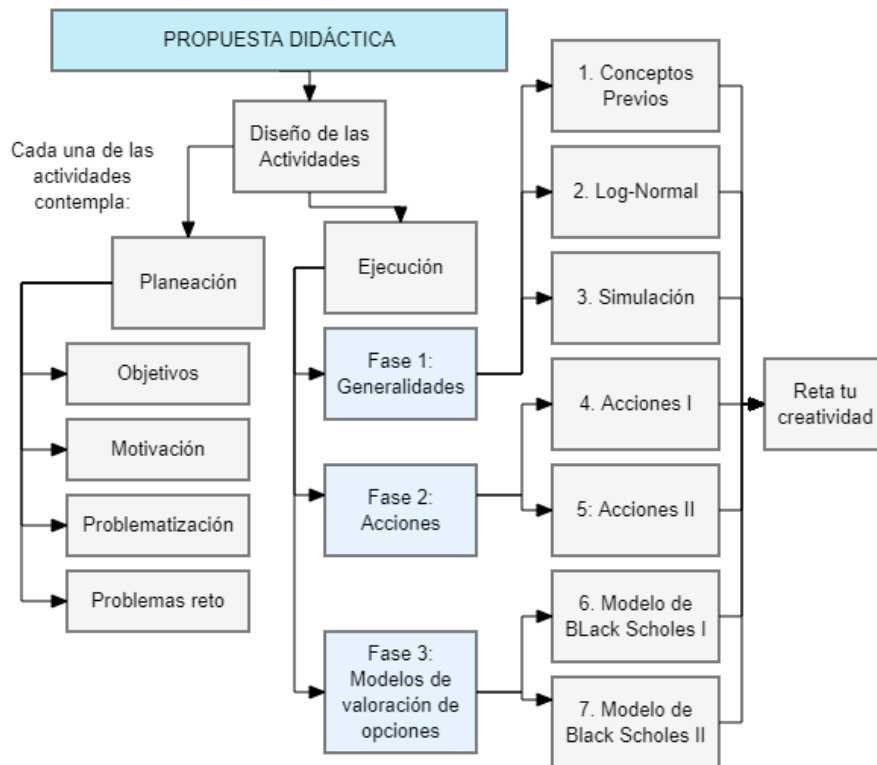 PROPUESTA DIDÁCTICA
Diseño de las
Actividades
Cada una de las
actividades
contempla:
Planeación
Objetivos
Motivación
Problematización
Problemas reto
Ejecución
Fase 1:
Generalidades
Fase 2:
Acciones
Fase 3:
Modelos de
valoración de
opciones
1. Conceptos
Previos
2. Log-Normal
3. Simulación
4. Acciones I
5: Acciones II
6. Modelo de
BLack Scholes I
7. Modelo de
Black Scholes II
Reta tu
creatividad